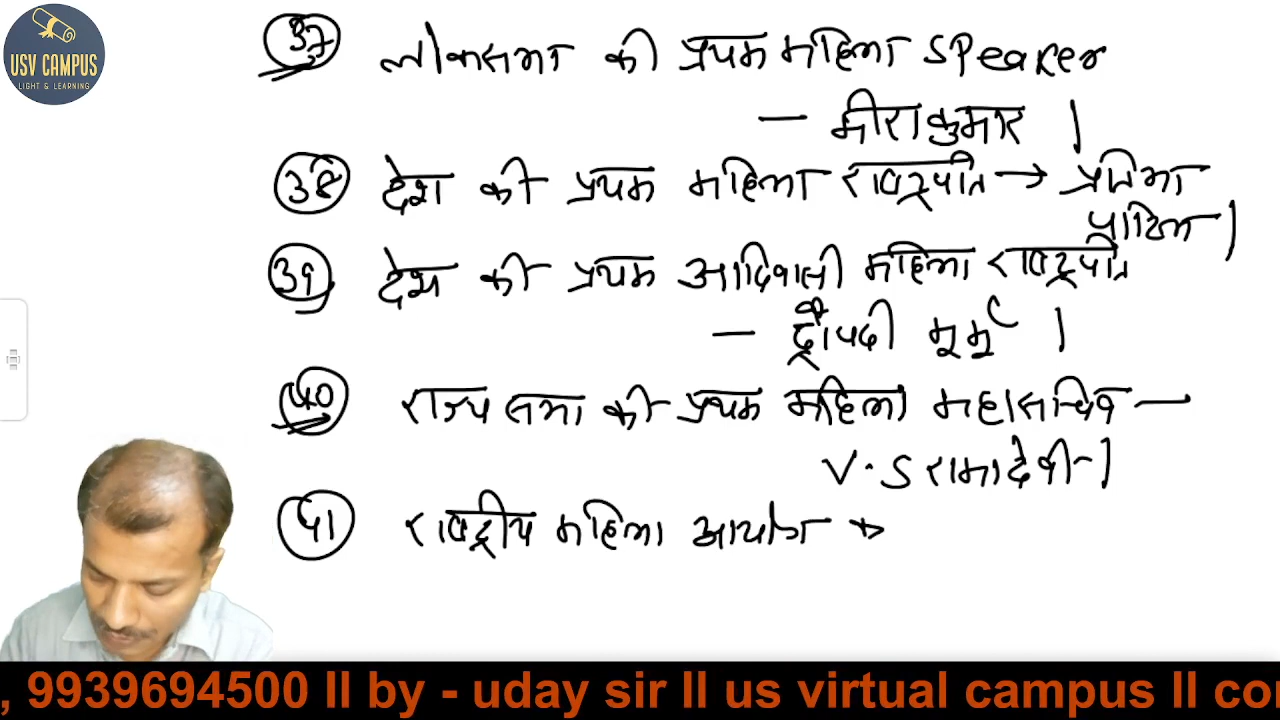 USV CAMPUS
LIGHT & LEARNING
37 लोकसभा की प्रथम महिला Speaker
– मीरा कुमार ।
38 देश की प्रथम महिला राष्ट्रपति → प्रतिभा
पाटिल ।
39 देश की प्रथम आदिवासी महिला राष्ट्रपति
– द्रौपदी मूर्मू ।
40 राज्य सभा की प्रथम महिला महासचिव –
V.S रामादेवी ।
41 राष्ट्रीय महिला आयोग →
, 9939694500 ll by - uday sir ll us virtual campus ll co